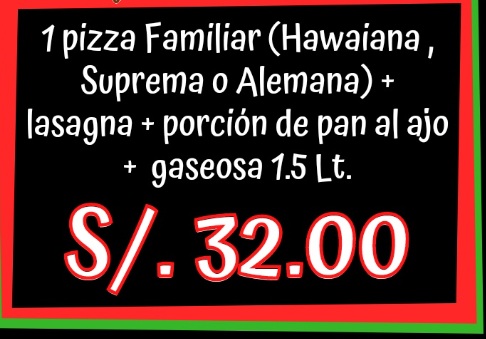 1 pizza Familiar (Hawaiana ,
Suprema o Alemana) +
lasagna + porción de pan al ajo
+ gaseosa 1.5 Lt.
S/. 32.00